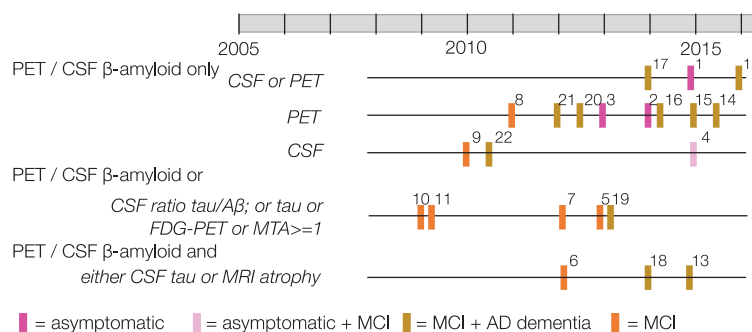 2005 2010 2015
PET / CSF β-amyloid only
CSF or PET 17 1
PET 8 21 20 3 2 16 15 14
CSF 9 22 4
PET / CSF β-amyloid or
CSF ratio tau/Aβ; or tau or
FDG-PET or MTA>=1
10 11 7 5 19
PET / CSF β-amyloid and
either CSF tau or MRI atrophy 6 18 13
= asymptomatic = asymptomatic + MCI = MCI + AD dementia = MCI